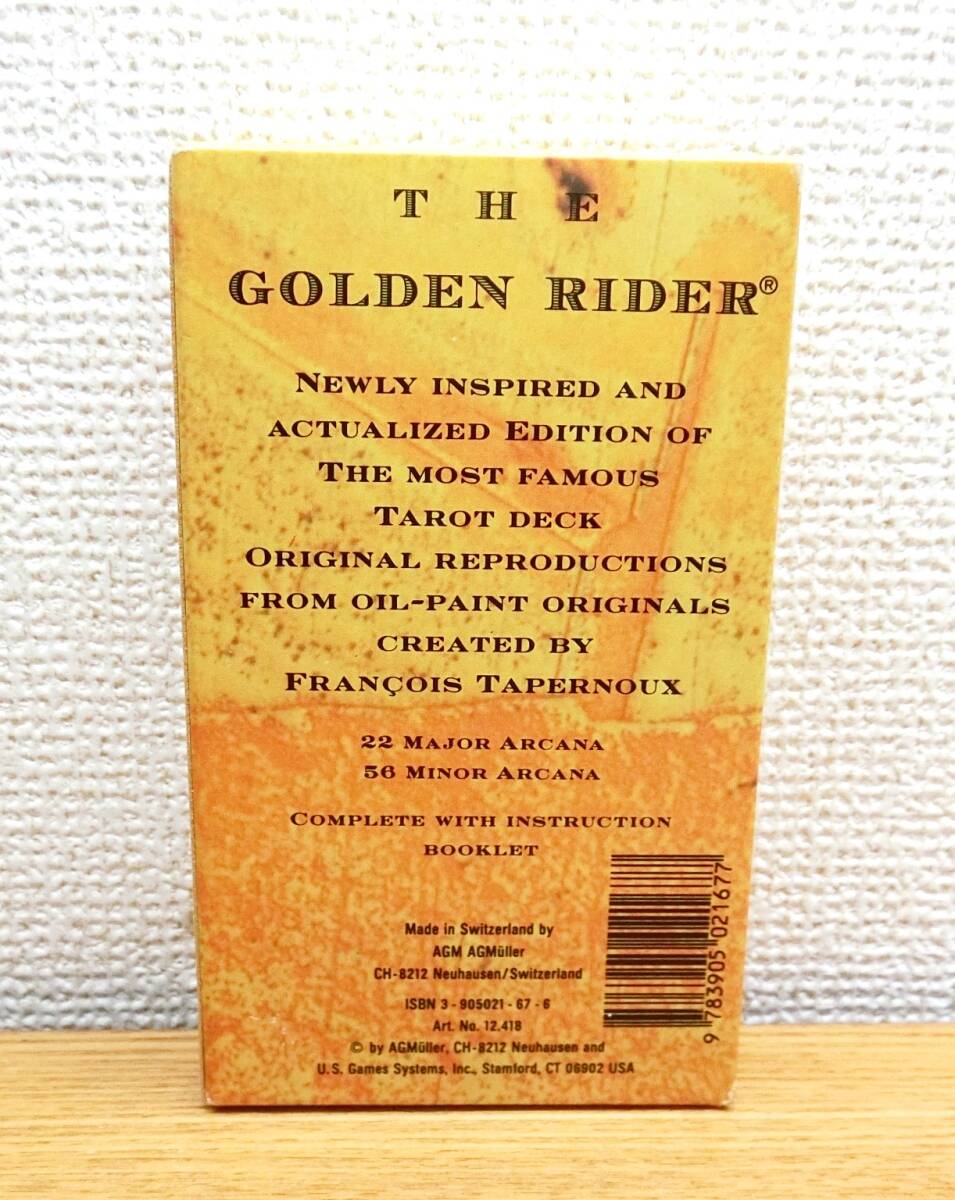 THE
GOLDEN RIDER®
NEWLY INSPIRED AND
ACTUALIZED EDITION OF
THE MOST FAMOUS
TAROT DECK
ORIGINAL REPRODUCTIONS
FROM OIL-PAINT ORIGINALS
CREATED BY
FRANÇOIS TAPERNOUX
22 MAJOR ARCANA
56 MINOR ARCANA
COMPLETE WITH INSTRUCTION
BOOKLET
Made in Switzerland by
AGM AGMüller
CH-8212 Neuhausen/Switzerland
ISBN 3-905021-67-6
Art. No. 12.418
© by AGMüller, CH-8212 Neuhausen and
U.S. Games Systems, Inc., Stamford, CT 06902 USA
9 783905 021677